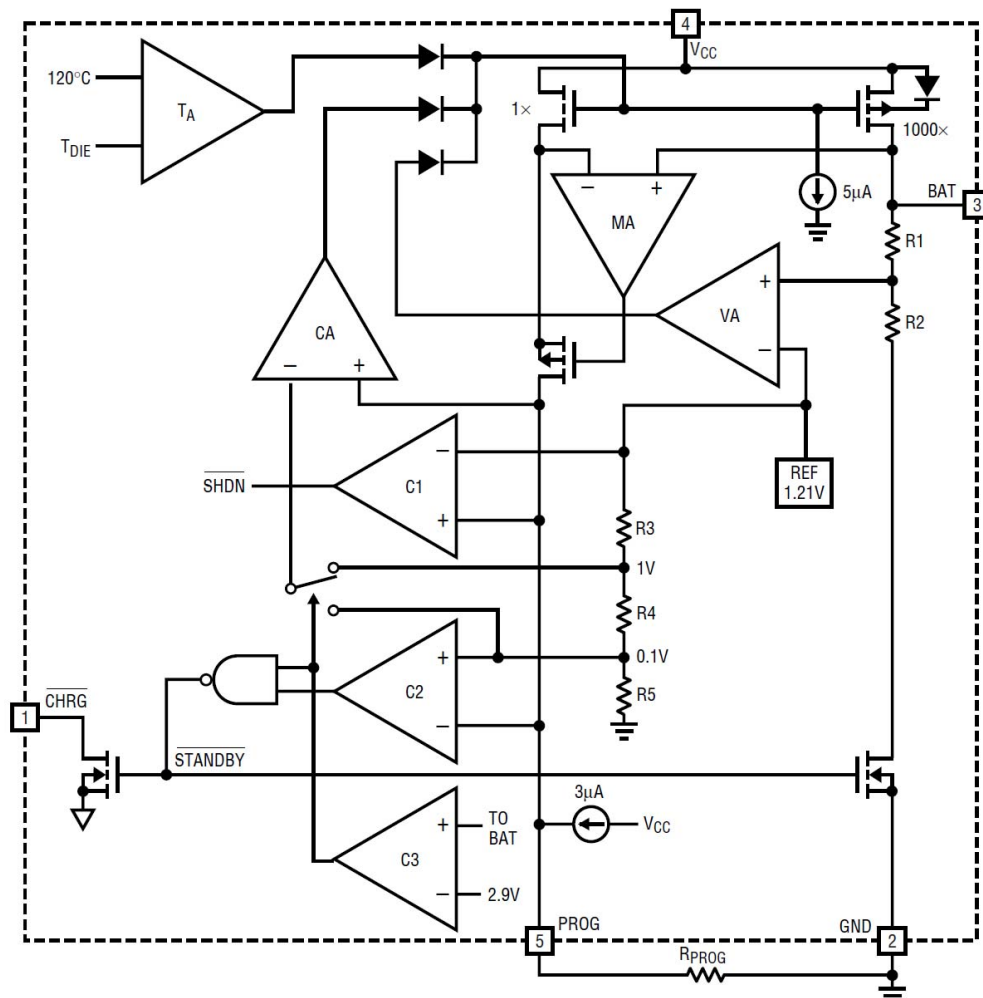 4
VCC
120°C
TA
TDIE
1×
1000×
5µA
BAT
3
– +
MA
R1
+
VA
–
R2
CA
– +
REF
1.21V
SHDN
–
C1
+
R3
1V
R4
0.1V
+
C2
–
R5
CHRG
1
STANDBY
3µA
VCC
+
TO
BAT
C3
–
2.9V
PROG
5
GND
2
RPROG